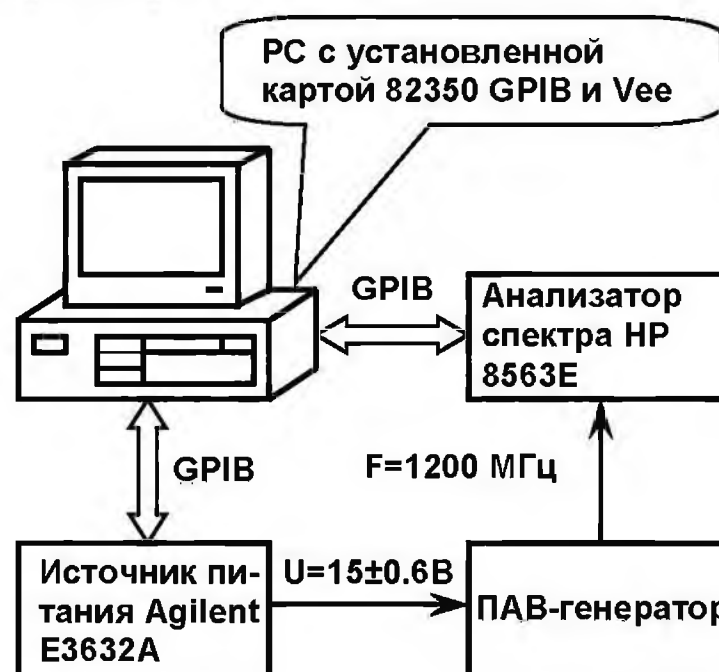 PC с установленной
картой 82350 GPIB и Vee
GPIB
Анализатор
спектра HP
8563E
GPIB
F=1200 МГц
Источник пи-
тания Agilent
E3632A
U=15±0.6В
ПАВ-генератор